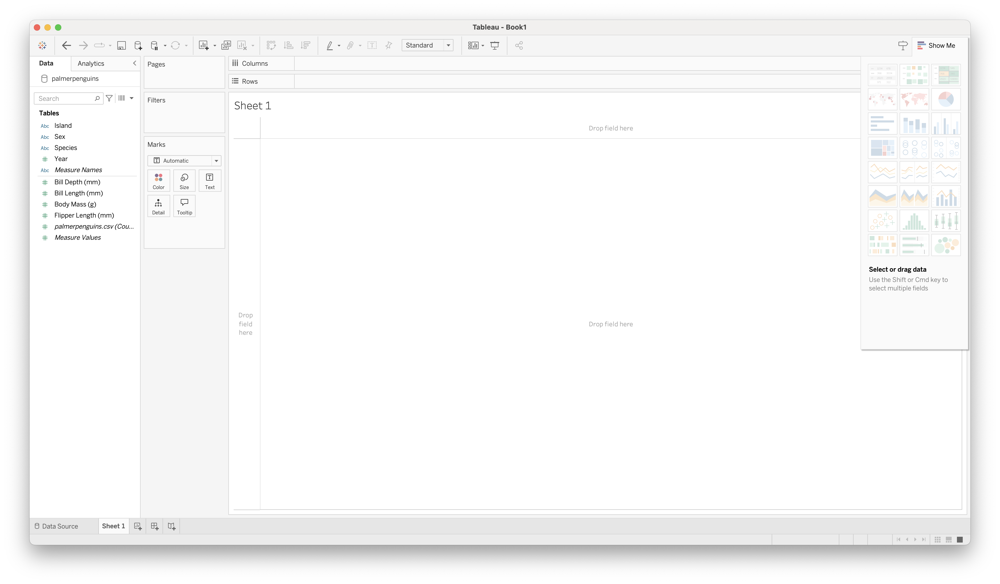 Tableau - Book1
Standard
Show Me
Data
Analytics
palmerpenguins
Search
Tables
Abc Island
Abc Sex
Abc Species
Year
Abc Measure Names
Bill Depth (mm)
Bill Length (mm)
Body Mass (g)
Flipper Length (mm)
palmerpenguins.csv (Cou...
Measure Values
Pages
Filters
Marks
Automatic
Color
Size
Text
Detail
Tooltip
Columns
Rows
Sheet 1
Drop field here
Drop
field
here
Drop field here
Select or drag data
Use the Shift or Cmd key to
select multiple fields
Data Source
Sheet 1